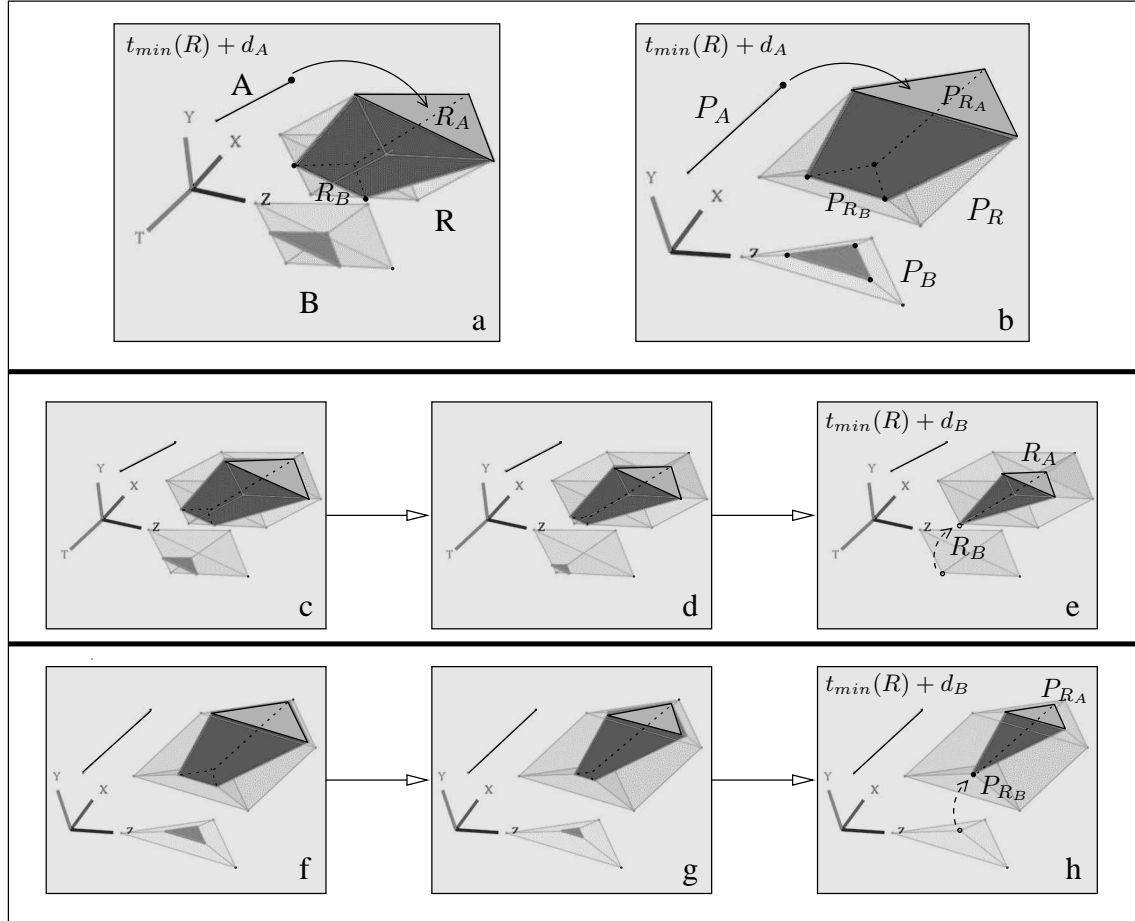 t_min(R) + d_A
A
R_A
Y
X
Z
T
R_B
R
B
a
t_min(R) + d_A
P_A
P_{R_A}
Y
X
Z
P_{R_B}
P_R
P_B
b
Y
X
Z
T
c
Y
X
Z
T
d
t_min(R) + d_B
R_A
Y
X
Z
T
R_B
e
Y
X
Z
f
Y
X
Z
g
t_min(R) + d_B
P_{R_A}
Y
X
Z
P_{R_B}
h